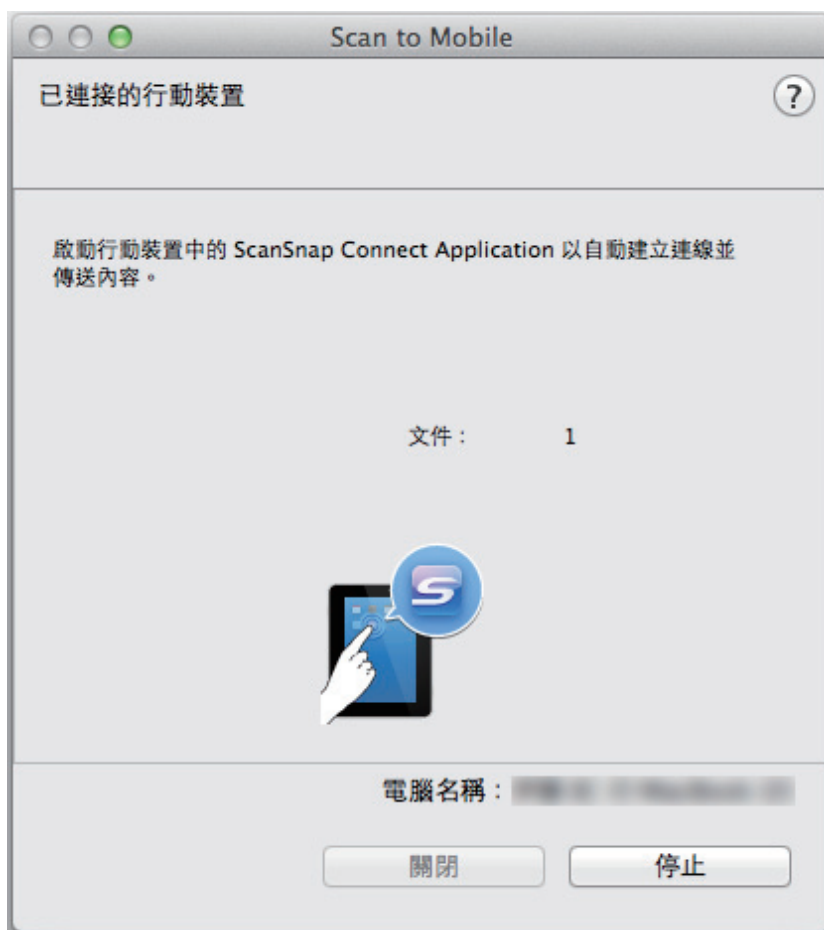 Scan to Mobile
已連接的行動裝置
?
啟動行動裝置中的 ScanSnap Connect Application 以自動建立連線並
傳送內容。
文件： 1
S
電腦名稱：
關閉
停止